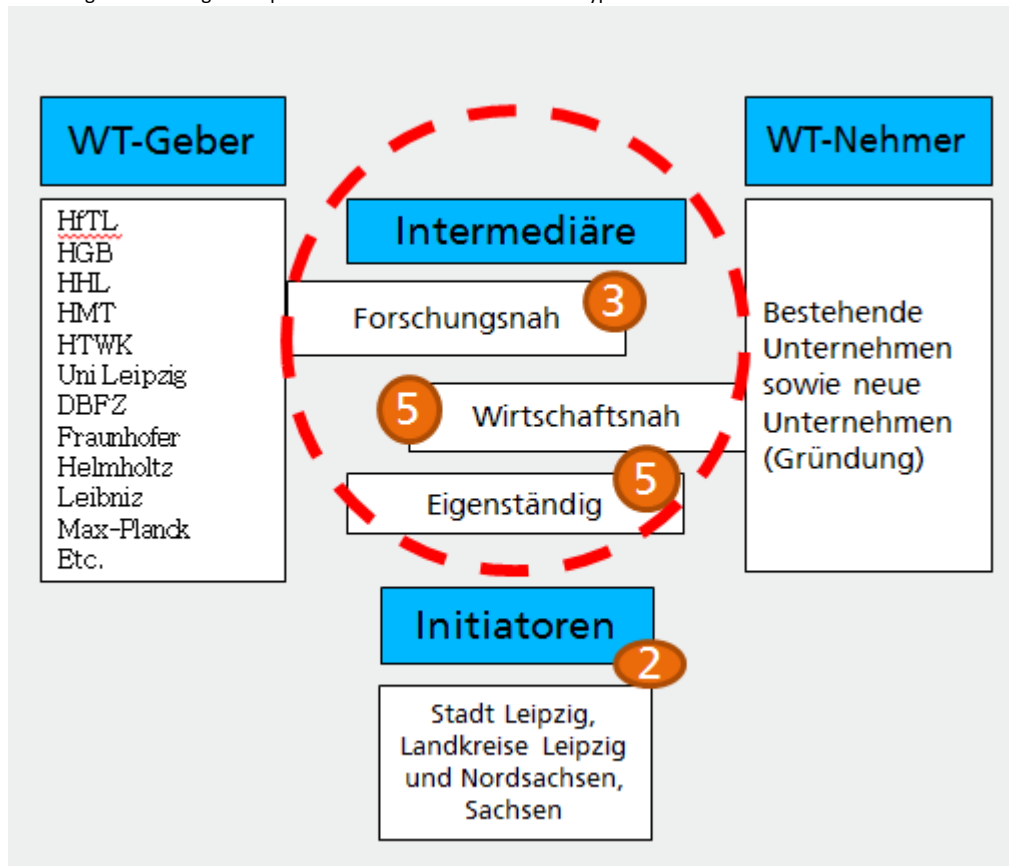 WT-Geber
HfTL
HGB
HHL
HMT
HTWK
Uni Leipzig
DBFZ
Fraunhofer
Helmholtz
Leibniz
Max-Planck
Etc.
Intermediäre
Forschungsnah
3
5
Wirtschaftsnah
Eigenständig
5
WT-Nehmer
Bestehende
Unternehmen
sowie neue
Unternehmen
(Gründung)
Initiatoren
2
Stadt Leipzig,
Landkreise Leipzig
und Nordsachsen,
Sachsen